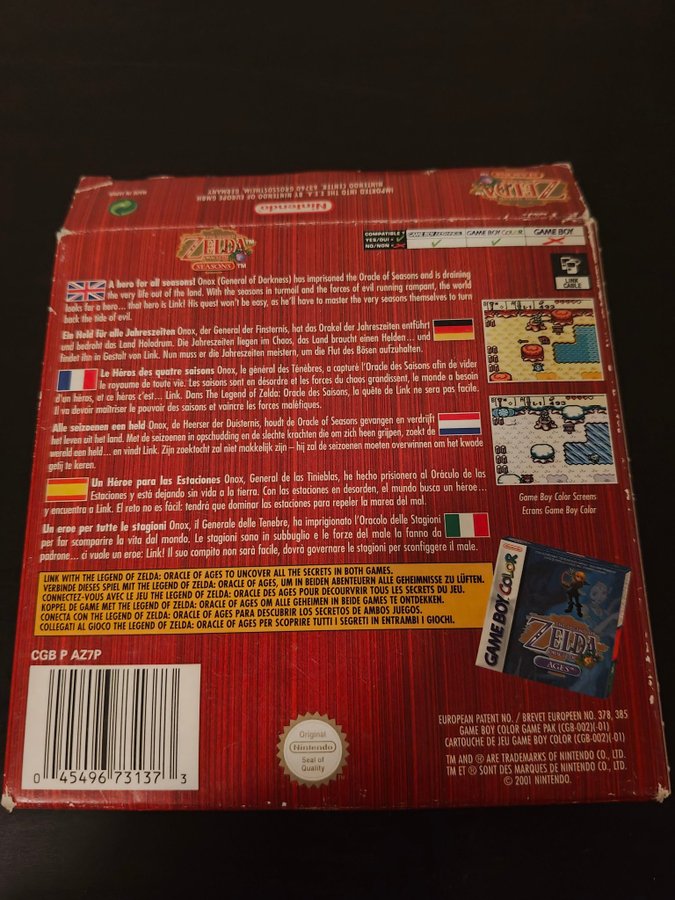 MADE IN JAPAN
IMPORTED INTO THE E.E.A. BY NINTENDO
NINTENDO OF EUROPE GMBH
NINTENDO CENTER, 63760 GROSSOSTHEIM,
GERMANY.
Nintendo
ZELDA
ZELDA
SEASONS
TM
COMPATIBLE
YES/OUI
NO/NON
GAME BOY ADVANCE
GAME BOY COLOR
GAME BOY
LINK
CABLE
A hero for all seasons! Onox (General of Darkness) has imprisoned the Oracle of Seasons and is draining
the very life out of the land. With the seasons in turmoil and the forces of evil running rampant, the world
looks for a hero... that hero is Link! His quest won't be easy, as he'll have to master the very seasons themselves to turn
back the tide of evil.
Ein Held für alle Jahreszeiten Onox, der General der Finsternis, hat das Orakel der Jahreszeiten entführt
und bedroht das Land Holodrum. Die Jahreszeiten liegen im Chaos, das Land braucht einen Helden... und
findet ihn in Gestalt von Link. Nun muss er die Jahreszeiten meistern, um die Flut des Bösen aufzuhalten.
Le Héros des quatre saisons Onox, le général des Ténèbres, a capturé l'Oracle des Saisons afin de vider
le royaume de toute vie. Les saisons sont en désordre et les forces du chaos grandissent, le monde a besoin
d'un héros, et ce héros c'est... Link. Dans The Legend of Zelda: Oracle des Saisons, la quête de Link ne sera pas facile.
Il va devoir maîtriser le pouvoir des saisons et vaincre les forces maléfiques.
Alle seizoenen een held Onox, de Heerser der Duisternis, houdt de Oracle of Seasons gevangen en verdrijft
het leven uit het land. Met de seizoenen in opschudding en de slechte krachten die om zich heen grijpen, zoekt de
wereld een held... en vindt Link. Zijn zoektocht zal niet makkelijk zijn – hij zal de seizoenen moeten overwinnen om het kwade
getij te keren.
Un Héroe para las Estaciones Onox, General de las Tinieblas, ha hecho prisionero al Oráculo de las
Estaciones y está dejando sin vida a la tierra. Con las estaciones en desorden, el mundo busca un héroe...
y encuentra a Link. El reto no es fácil: tendrá que dominar las estaciones para repeler la marea del mal.
Un eroe per tutte le stagioni Onox, il Generale delle Tenebre, ha imprigionato l'Oracolo delle Stagioni
per far scomparire la vita dal mondo. Le stagioni sono in subbuglio e le forze del male la fanno da
padrone... ci vuole un eroe: Link! Il suo compito non sarà facile, dovrà governare le stagioni per sconfiggere il male.
Game Boy Color Screens
Ecrans Game Boy Color
LINK WITH THE LEGEND OF ZELDA: ORACLE OF AGES TO UNCOVER ALL THE SECRETS IN BOTH GAMES.
VERBINDE DIESES SPIEL MIT THE LEGEND OF ZELDA: ORACLE OF AGES, UM IN BEIDEN ABENTEUERN ALLE GEHEIMNISSE ZU LÜFTEN.
CONNECTEZ-VOUS AVEC LE JEU THE LEGEND OF ZELDA: ORACLE DES AGES POUR DÉCOUVRIR TOUS LES SECRETS DU JEU.
KOPPEL DE GAME MET THE LEGEND OF ZELDA: ORACLE OF AGES OM ALLE GEHEIMEN IN BEIDE GAMES TE ONTDEKKEN.
CONECTA CON THE LEGEND OF ZELDA: ORACLE OF AGES PARA DESCUBRIR LOS SECRETOS DE AMBOS JUEGOS.
COLLEGATI AL GIOCO THE LEGEND OF ZELDA: ORACLE OF AGES PER SCOPRIRE TUTTI I SEGRETI IN ENTRAMBI I GIOCHI.
GAME BOY COLOR
ZELDA
AGES
CGB P AZ7P
0 45496 73137 3
Original
Nintendo
Seal of
Quality
EUROPEAN PATENT NO. / BREVET EUROPEEN NO. 378, 385
GAME BOY COLOR GAME PAK (CGB-002)(-01)
CARTOUCHE DE JEU GAME BOY COLOR (CGB-002)(-01)
TM AND ® ARE TRADEMARKS OF NINTENDO CO., LTD.
TM ET ® SONT DES MARQUES DE NINTENDO CO., LTD.
© 2001 NINTENDO.